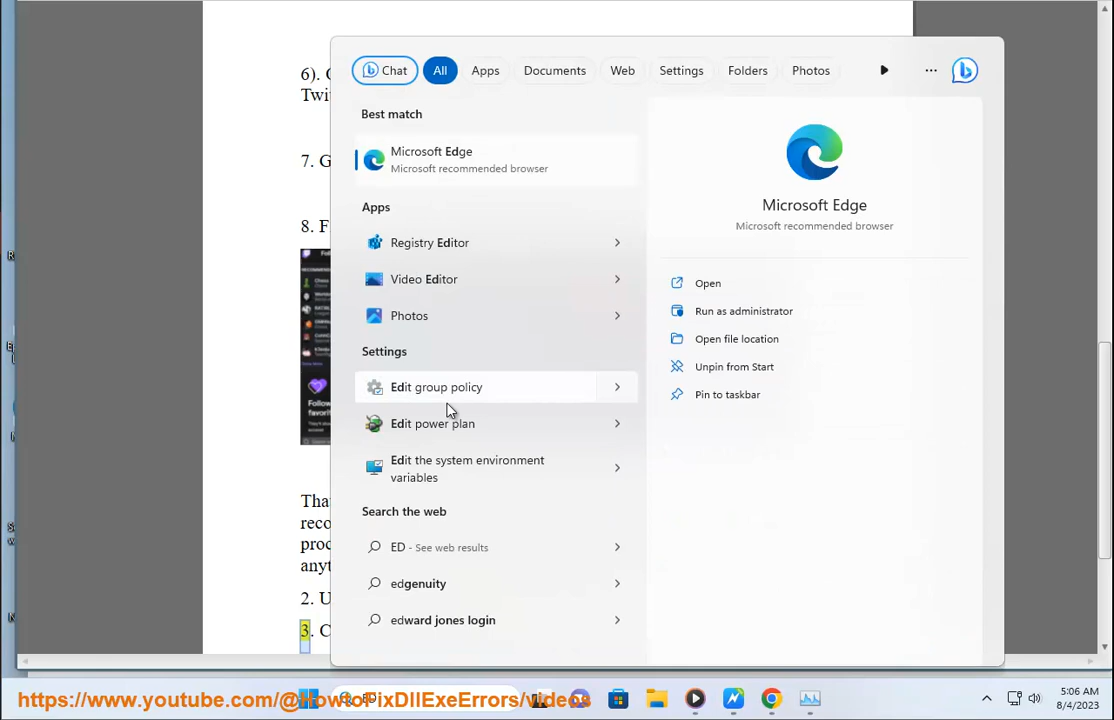 6). C
Twit
7. G
8. F
Chat
All
Apps
Documents
Web
Settings
Folders
Photos
Best match
Microsoft Edge
Microsoft recommended browser
Apps
Registry Editor
Video Editor
Photos
Settings
Edit group policy
Edit power plan
Edit the system environment
variables
Search the web
ED - See web results
edgenuity
edward jones login
Microsoft Edge
Microsoft recommended browser
Open
Run as administrator
Open file location
Unpin from Start
Pin to taskbar
Follow
favori
Tha
reco
proc
anyt
2. U
3. C
https://www.youtube.com/@HowtoFixDllExeErrors/videos
5:06 AM
8/4/2023